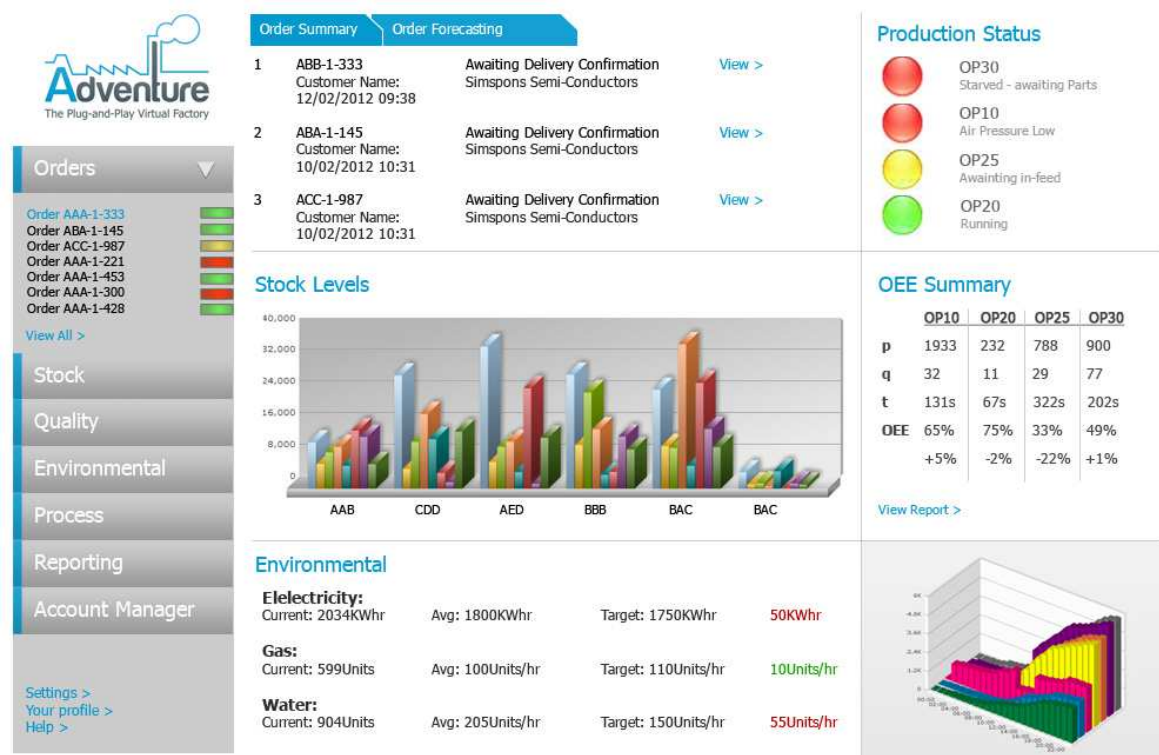 Adventure
The Plug-and-Play Virtual Factory
Orders
Order AAA-1-333
Order ABA-1-145
Order ACC-1-987
Order AAA-1-221
Order AAA-1-453
Order AAA-1-300
Order AAA-1-428
View All >
Stock
Quality
Environmental
Process
Reporting
Account Manager
Settings >
Your profile >
Help >
Order Summary Order Forecasting
1 ABB-1-333 Awaiting Delivery Confirmation View >
Customer Name: Simspons Semi-Conductors
12/02/2012 09:38
2 ABA-1-145 Awaiting Delivery Confirmation View >
Customer Name: Simspons Semi-Conductors
10/02/2012 10:31
3 ACC-1-987 Awaiting Delivery Confirmation View >
Customer Name: Simspons Semi-Conductors
10/02/2012 10:31
Stock Levels
40,000
32,000
24,000
16,000
8,000
0
AAB CDD AED BBB BAC BAC
Environmental
Elelectricity:
Current: 2034KWhr Avg: 1800KWhr Target: 1750KWhr 50KWhr
Gas:
Current: 599Units Avg: 100Units/hr Target: 110Units/hr 10Units/hr
Water:
Current: 904Units Avg: 205Units/hr Target: 150Units/hr 55Units/hr
Production Status
OP30
Starved - awaiting Parts
OP10
Air Pressure Low
OP25
Awainting in-feed
OP20
Running
OEE Summary
OP10 OP20 OP25 OP30
p 1933 232 788 900
q 32 11 29 77
t 131s 67s 322s 202s
OEE 65% 75% 33% 49%
+5% -2% -22% +1%
View Report >
6K
4.8K
3.6K
2.4K
1.2K
0